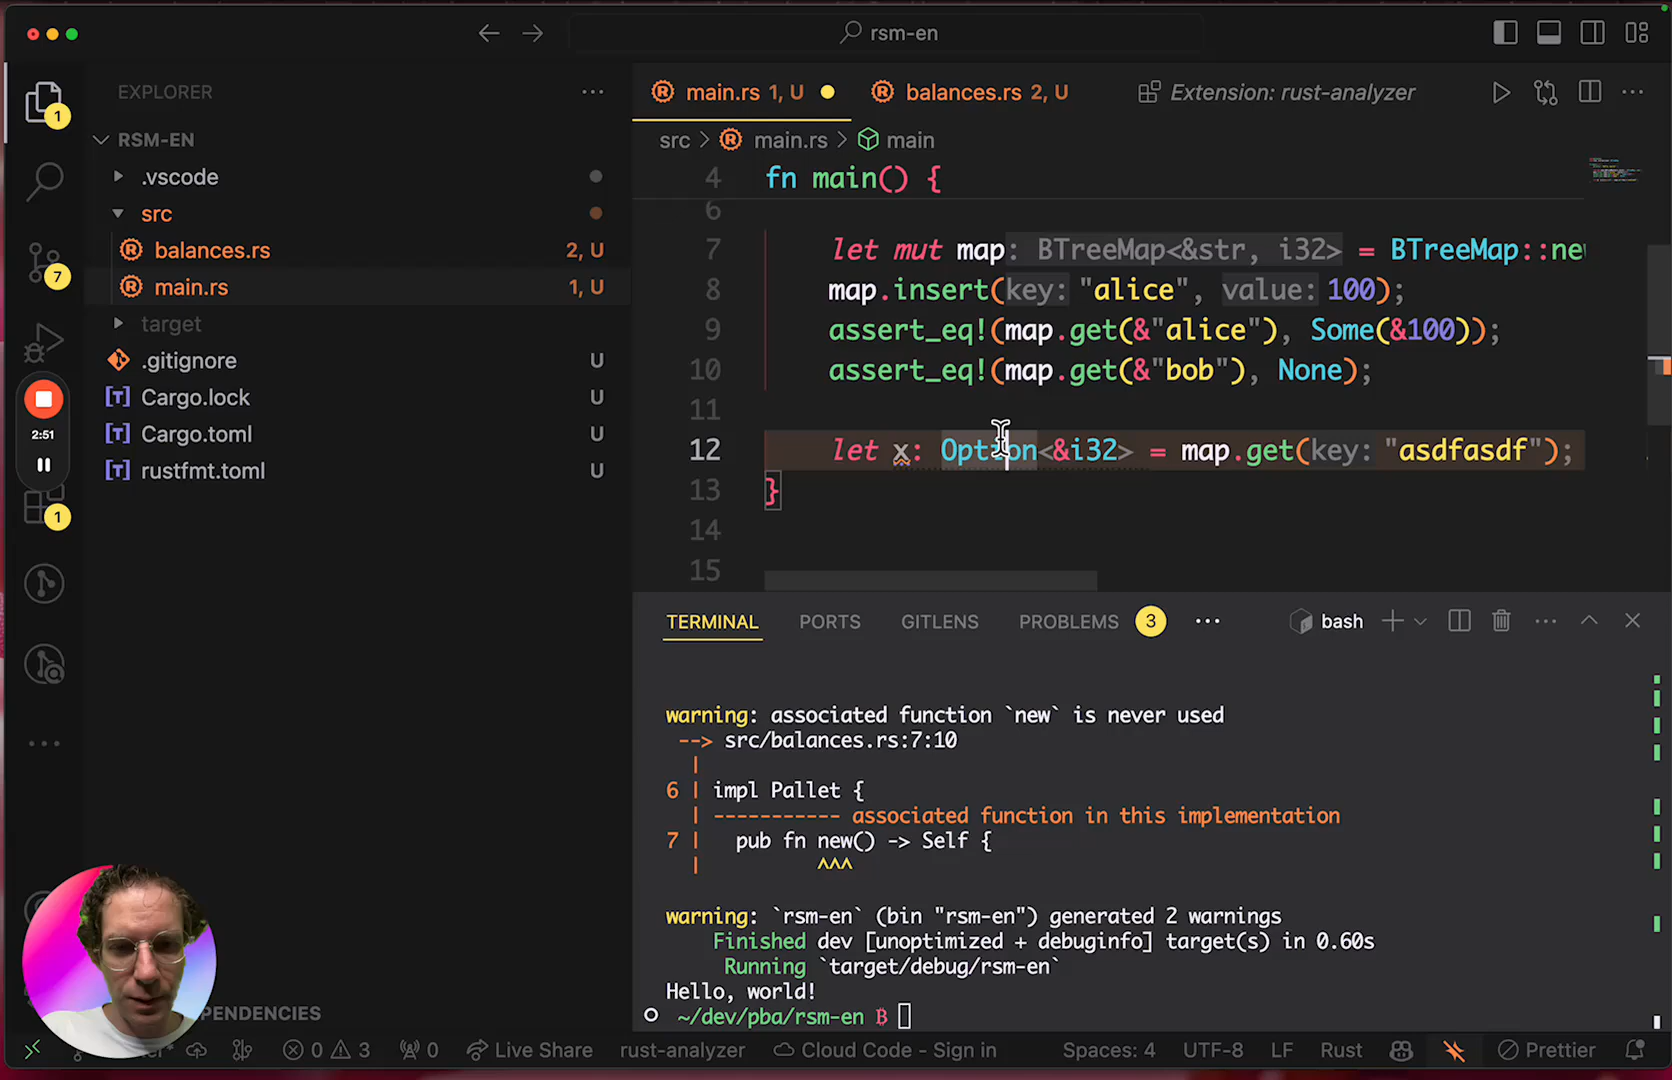 rsm-en
EXPLORER
RSM-EN
.vscode
src
balances.rs 2, U
main.rs 1, U
target
.gitignore U
Cargo.lock U
Cargo.toml U
rustfmt.toml U
1
7
2:51
1
PENDENCIES
main.rs 1, U
balances.rs 2, U
Extension: rust-analyzer
src > main.rs > main
4 fn main() {
6
7 let mut map: BTreeMap<&str, i32> = BTreeMap::new
8 map.insert(key: "alice", value: 100);
9 assert_eq!(map.get(&"alice"), Some(&100));
10 assert_eq!(map.get(&"bob"), None);
11
12 let x: Option<&i32> = map.get(key: "asdfasdf");
13 }
14
15
TERMINAL PORTS GITLENS PROBLEMS 3 bash
warning: associated function `new` is never used
--> src/balances.rs:7:10
|
6 | impl Pallet {
| ----------- associated function in this implementation
7 | pub fn new() -> Self {
| ^^^
warning: `rsm-en` (bin "rsm-en") generated 2 warnings
Finished dev [unoptimized + debuginfo] target(s) in 0.60s
Running `target/debug/rsm-en`
Hello, world!
~/dev/pba/rsm-en ₿
0 3 0 Live Share rust-analyzer Cloud Code - Sign in Spaces: 4 UTF-8 LF Rust Prettier